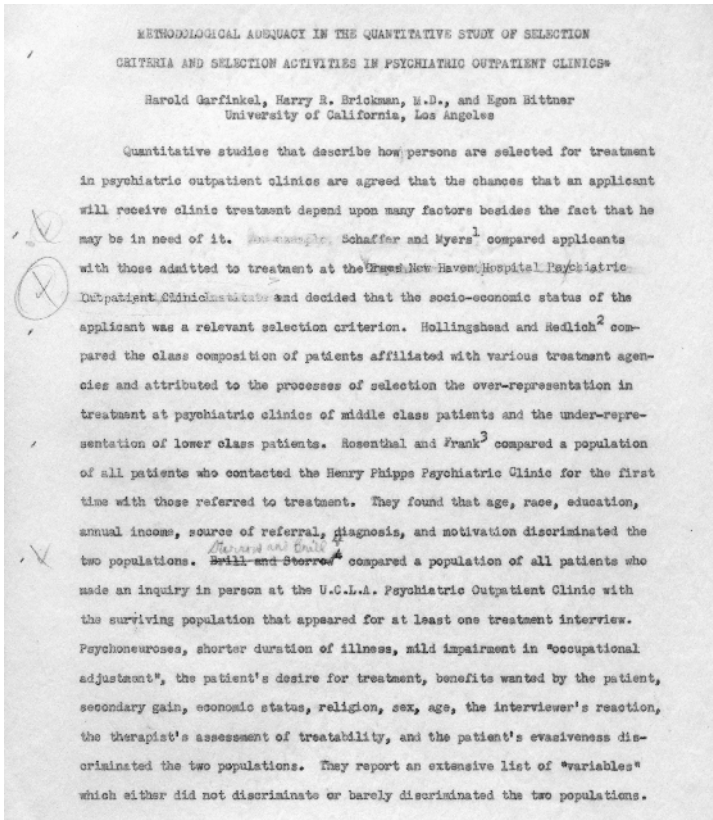 METHODOLOGICAL ADEQUACY IN THE QUANTITATIVE STUDY OF SELECTION
CRITERIA AND SELECTION ACTIVITIES IN PSYCHIATRIC OUTPATIENT CLINICS*
Harold Garfinkel, Harry R. Brickman, M.D., and Egon Bittner
University of California, Los Angeles
Quantitative studies that describe how persons are selected for treatment
in psychiatric outpatient clinics are agreed that the chances that an applicant
will receive clinic treatment depend upon many factors besides the fact that he
may be in need of it. For example, Schaffer and Myers1 compared applicants
with those admitted to treatment at the New Haven Hospital Psychiatric
Outpatient Clinic and decided that the socio-economic status of the
applicant was a relevant selection criterion. Hollingshead and Redlich2 com-
pared the class composition of patients affiliated with various treatment agen-
cies and attributed to the processes of selection the over-representation in
treatment at psychiatric clinics of middle class patients and the under-repre-
sentation of lower class patients. Rosenthal and Frank3 compared a population
of all patients who contacted the Henry Phipps Psychiatric Clinic for the first
time with those referred to treatment. They found that age, race, education,
annual income, source of referral, diagnosis, and motivation discriminated the
Storrow and Brill
two populations. Brill and Storrow4 compared a population of all patients who
made an inquiry in person at the U.C.L.A. Psychiatric Outpatient Clinic with
the surviving population that appeared for at least one treatment interview.
Psychoneuroses, shorter duration of illness, mild impairment in "occupational
adjustment", the patient's desire for treatment, benefits wanted by the patient,
secondary gain, economic status, religion, sex, age, the interviewer's reaction,
the therapist's assessment of treatability, and the patient's evasiveness dis-
criminated the two populations. They report an extensive list of "variables"
which either did not discriminate or barely discriminated the two populations.